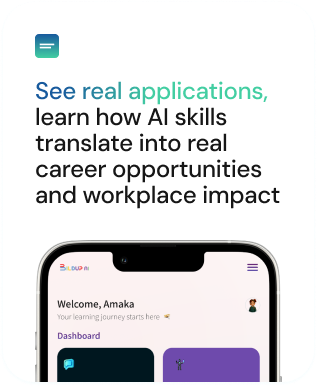 See real applications,
learn how AI skills
translate into real
career opportunities
and workplace impact
Welcome, Amaka
Your learning journey starts here
Dashboard